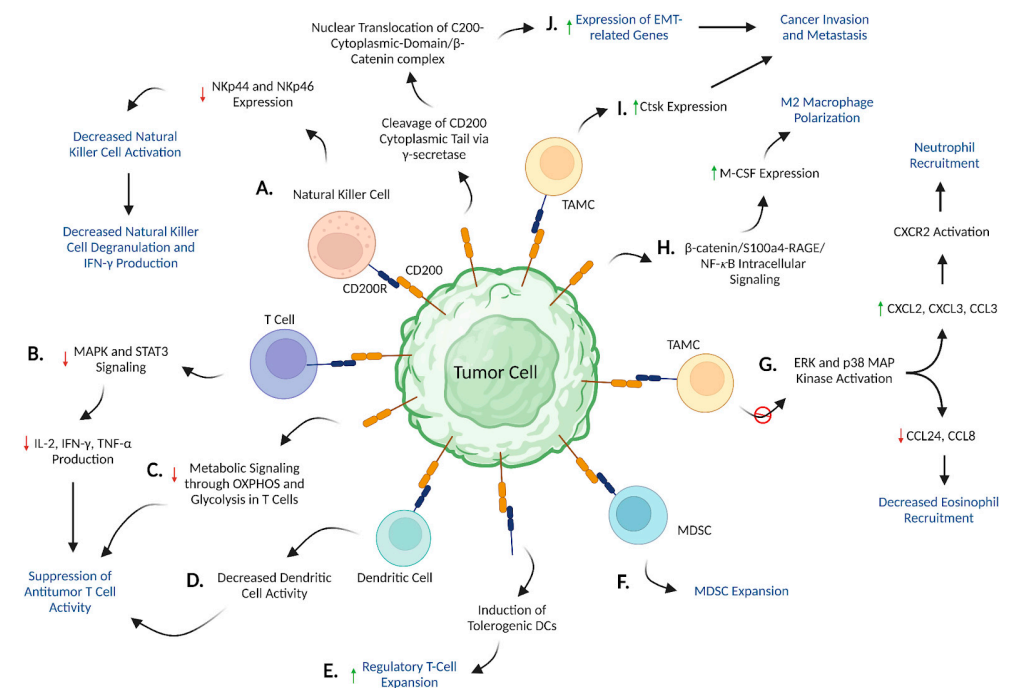 Nuclear Translocation of C200-
Cytoplasmic-Domain/β-
Catenin complex
J. ↑ Expression of EMT-
related Genes
Cancer Invasion
and Metastasis
↓ NKp44 and NKp46
Expression
Decreased Natural
Killer Cell Activation
Decreased Natural Killer
Cell Degranulation and
IFN-γ Production
A.
Natural Killer Cell
Cleavage of CD200
Cytoplasmic Tail via
γ-secretase
I. ↑Ctsk Expression
TAMC
M2 Macrophage
Polarization
↑M-CSF Expression
H. β-catenin/S100a4-RAGE/
NF-κB Intracellular
Signaling
Neutrophil
Recruitment
CXCR2 Activation
↑ CXCL2, CXCL3, CCL3
CD200
CD200R
T Cell
B. ↓ MAPK and STAT3
Signaling
↓ IL-2, IFN-γ, TNF-α
Production
Tumor Cell
TAMC
G. ERK and p38 MAP
Kinase Activation
↓CCL24, CCL8
Decreased Eosinophil
Recruitment
C. ↓ Metabolic Signaling
through OXPHOS and
Glycolysis in T Cells
Suppression of
Antitumor T Cell
Activity
D. Decreased Dendritic
Cell Activity
Dendritic Cell
MDSC
F. MDSC Expansion
Induction of
Tolerogenic DCs
E. ↑ Regulatory T-Cell
Expansion